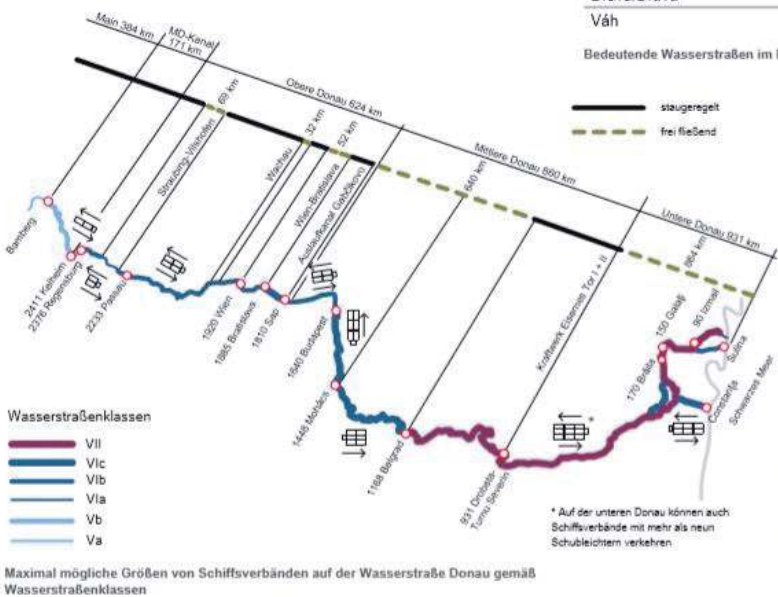 Váh
Bedeutende Wasserstraßen im
staugeregelt
frei fließend
Main 384 km
MD-Kanal
171 km
Obere Donau 624 km
Mittlere Donau 860 km
Untere Donau 931 km
69 km
Straubing-Vilshofen
32 km
Wachau
52 km
Wien-Bratislava
Auslaufkanal Gabčíkovo
640 km
Kraftwerk Eisernes Tor I + II
864 km
Bamberg
2411 Kelheim
2376 Regensburg
2233 Passau
1920 Wien
1865 Bratislava
1810 Sap
1640 Budapest
1448 Mohács
1168 Belgrad
931 Drobeta-
Turnu Severin
170 Brăila
150 Galaţi
90 Izmail
Sulina
Constanţa
Schwarzes Meer
Wasserstraßenklassen
VII
VIc
VIb
VIa
Vb
Va
* Auf der unteren Donau können auch
Schiffsverbände mit mehr als neun
Schubleichtern verkehren
Maximal mögliche Größen von Schiffsverbänden auf der Wasserstraße Donau gemäß
Wasserstraßenklassen